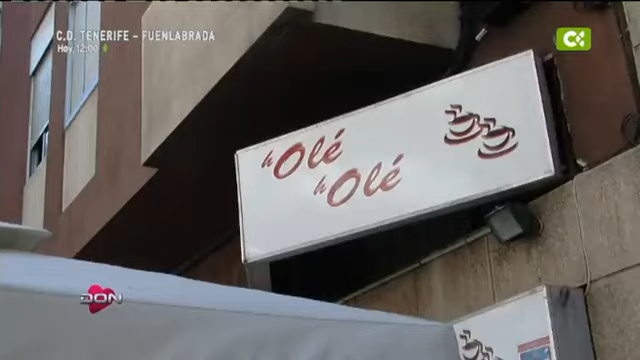 C.D. TENERIFE - FUENLABRADA
Hoy, 12:00
h Olé
h Olé
DON